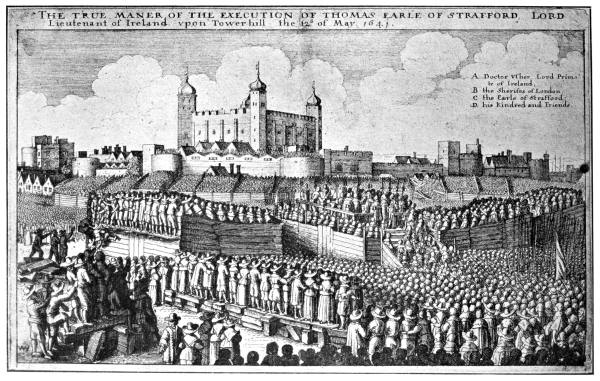 THE TRUE MANER OF THE EXECUTION OF THOMAS EARLE OF STRAFFORD, LORD
Lieutenant of Ireland vpon Towerhill the 12th of May 1641.
A. Doctor Vsher Lord Prima
te of Ireland,
B the Sherifes of London
C the Earle of Strafford.
D. his Kindred and Friends.